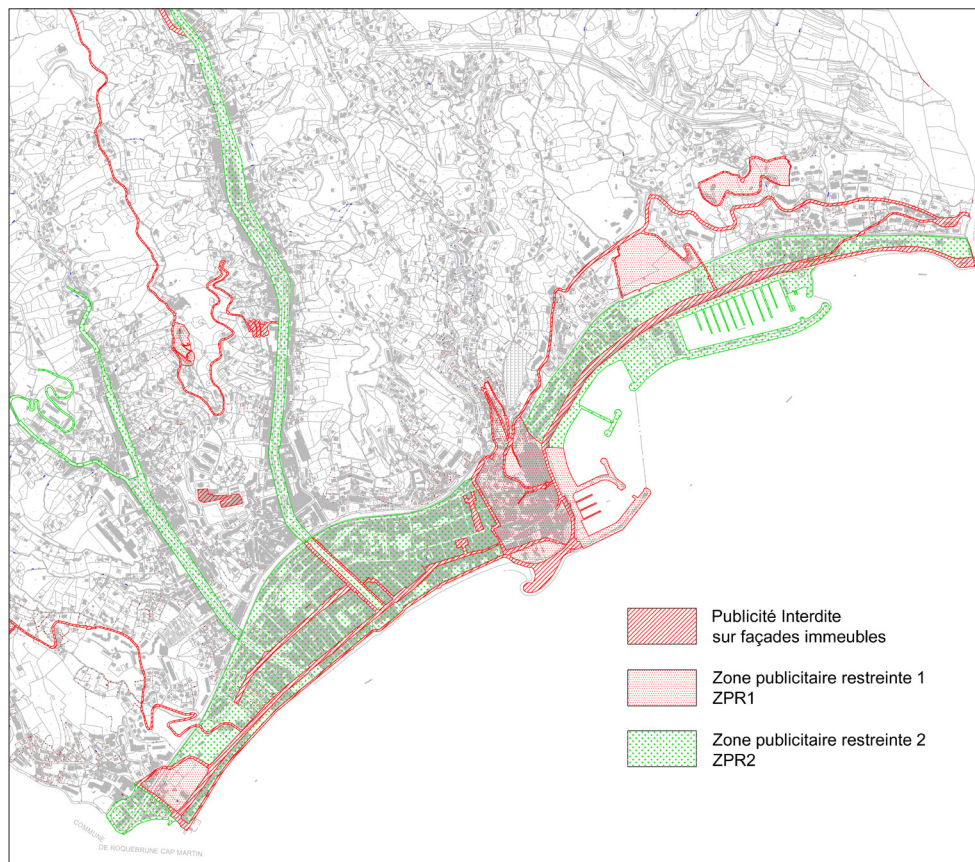 Publicité Interdite
sur façades immeubles
Zone publicitaire restreinte 1
ZPR1
Zone publicitaire restreinte 2
ZPR2
COMMUNE
DE ROQUEBRUNE CAP MARTIN